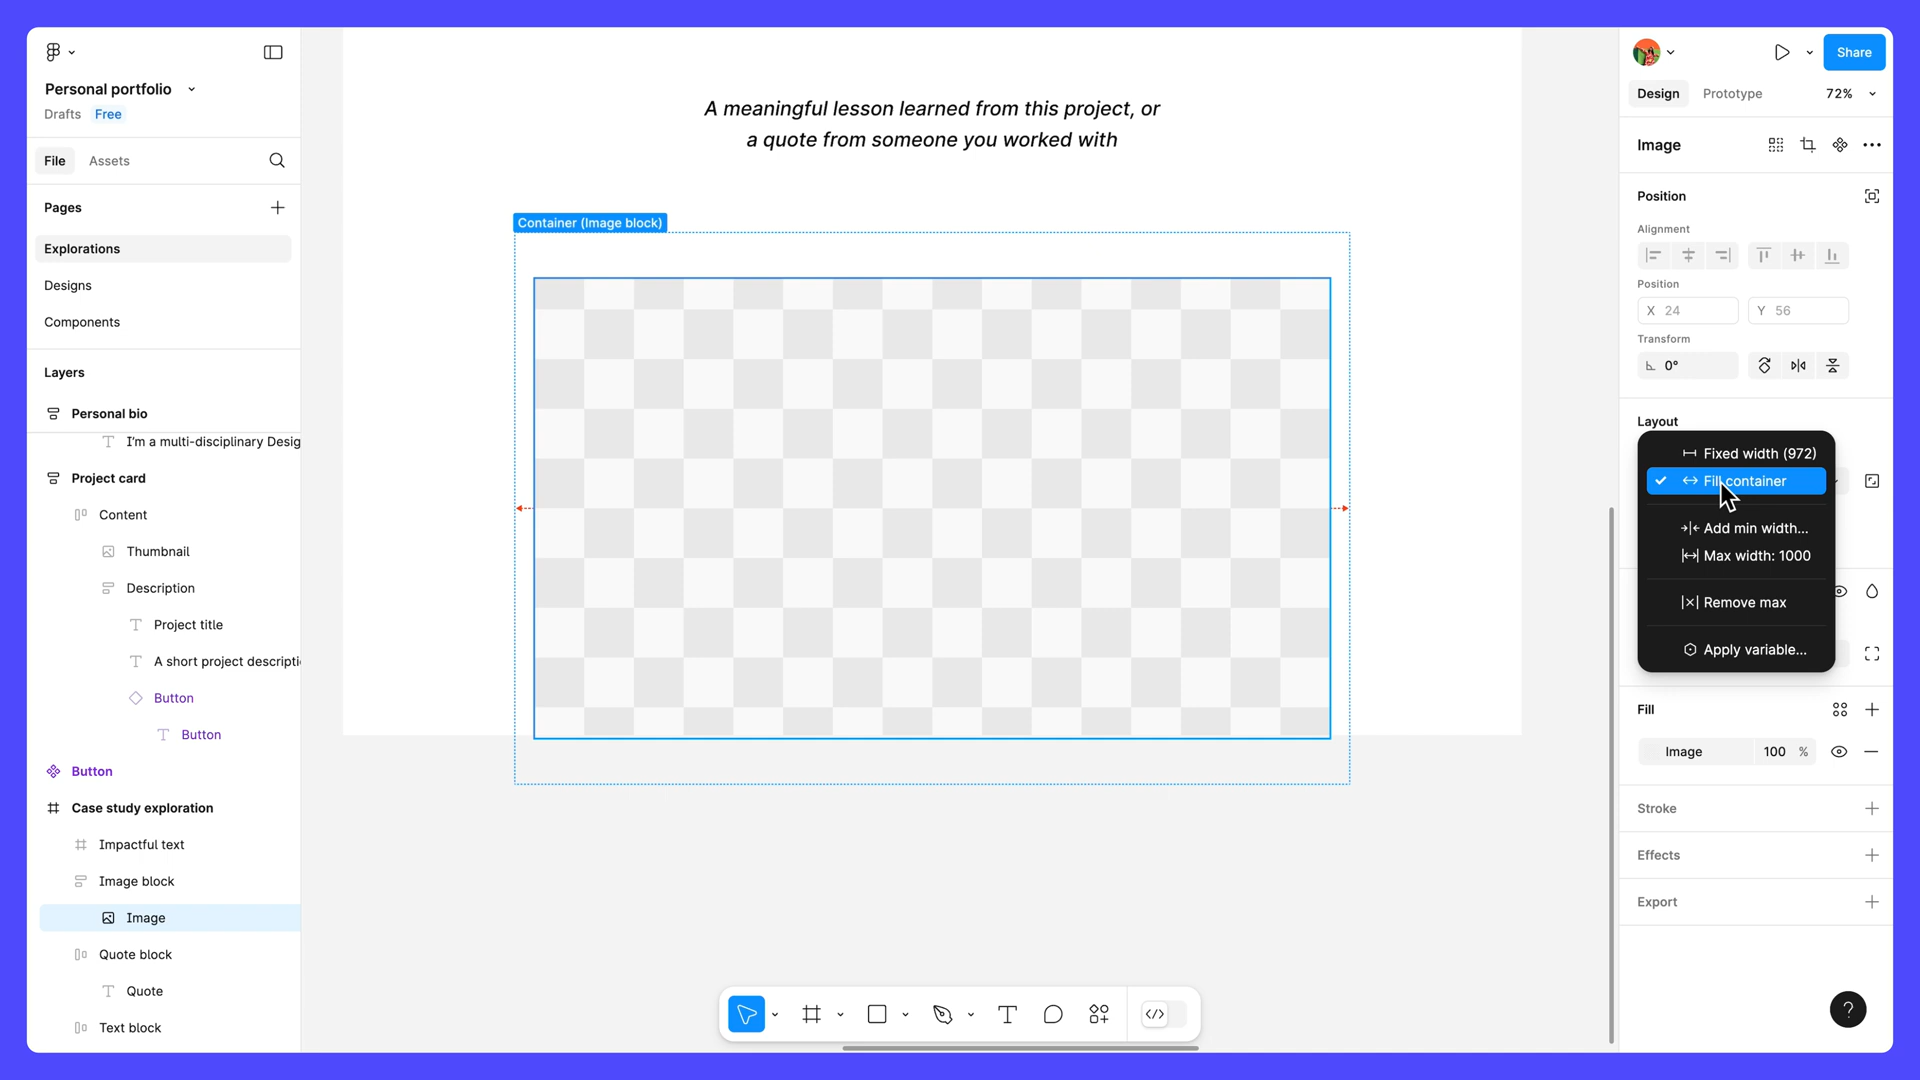 Personal portfolio
Drafts Free
File Assets
Pages
Explorations
Designs
Components
Layers
Personal bio
I'm a multi-disciplinary Desig
Project card
Content
Thumbnail
Description
Project title
A short project descripti
Button
Button
Button
Case study exploration
Impactful text
Image block
Image
Quote block
Quote
Text block
A meaningful lesson learned from this project, or
a quote from someone you worked with
Container (Image block)
Share
Design Prototype 72%
Image
Position
Alignment
Position
X 24 Y 56
Transform
0°
Layout
Fixed width (972)
Fill container
Add min width...
Max width: 1000
Remove max
Apply variable...
Fill
Image 100 %
Stroke
Effects
Export
?